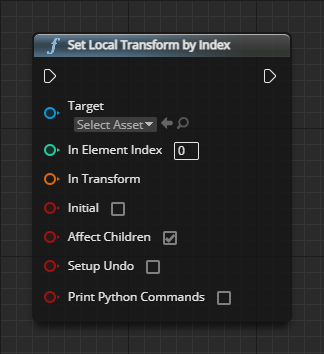 f Set Local Transform by Index
Target
Select Asset
In Element Index 0
In Transform
Initial
Affect Children
Setup Undo
Print Python Commands